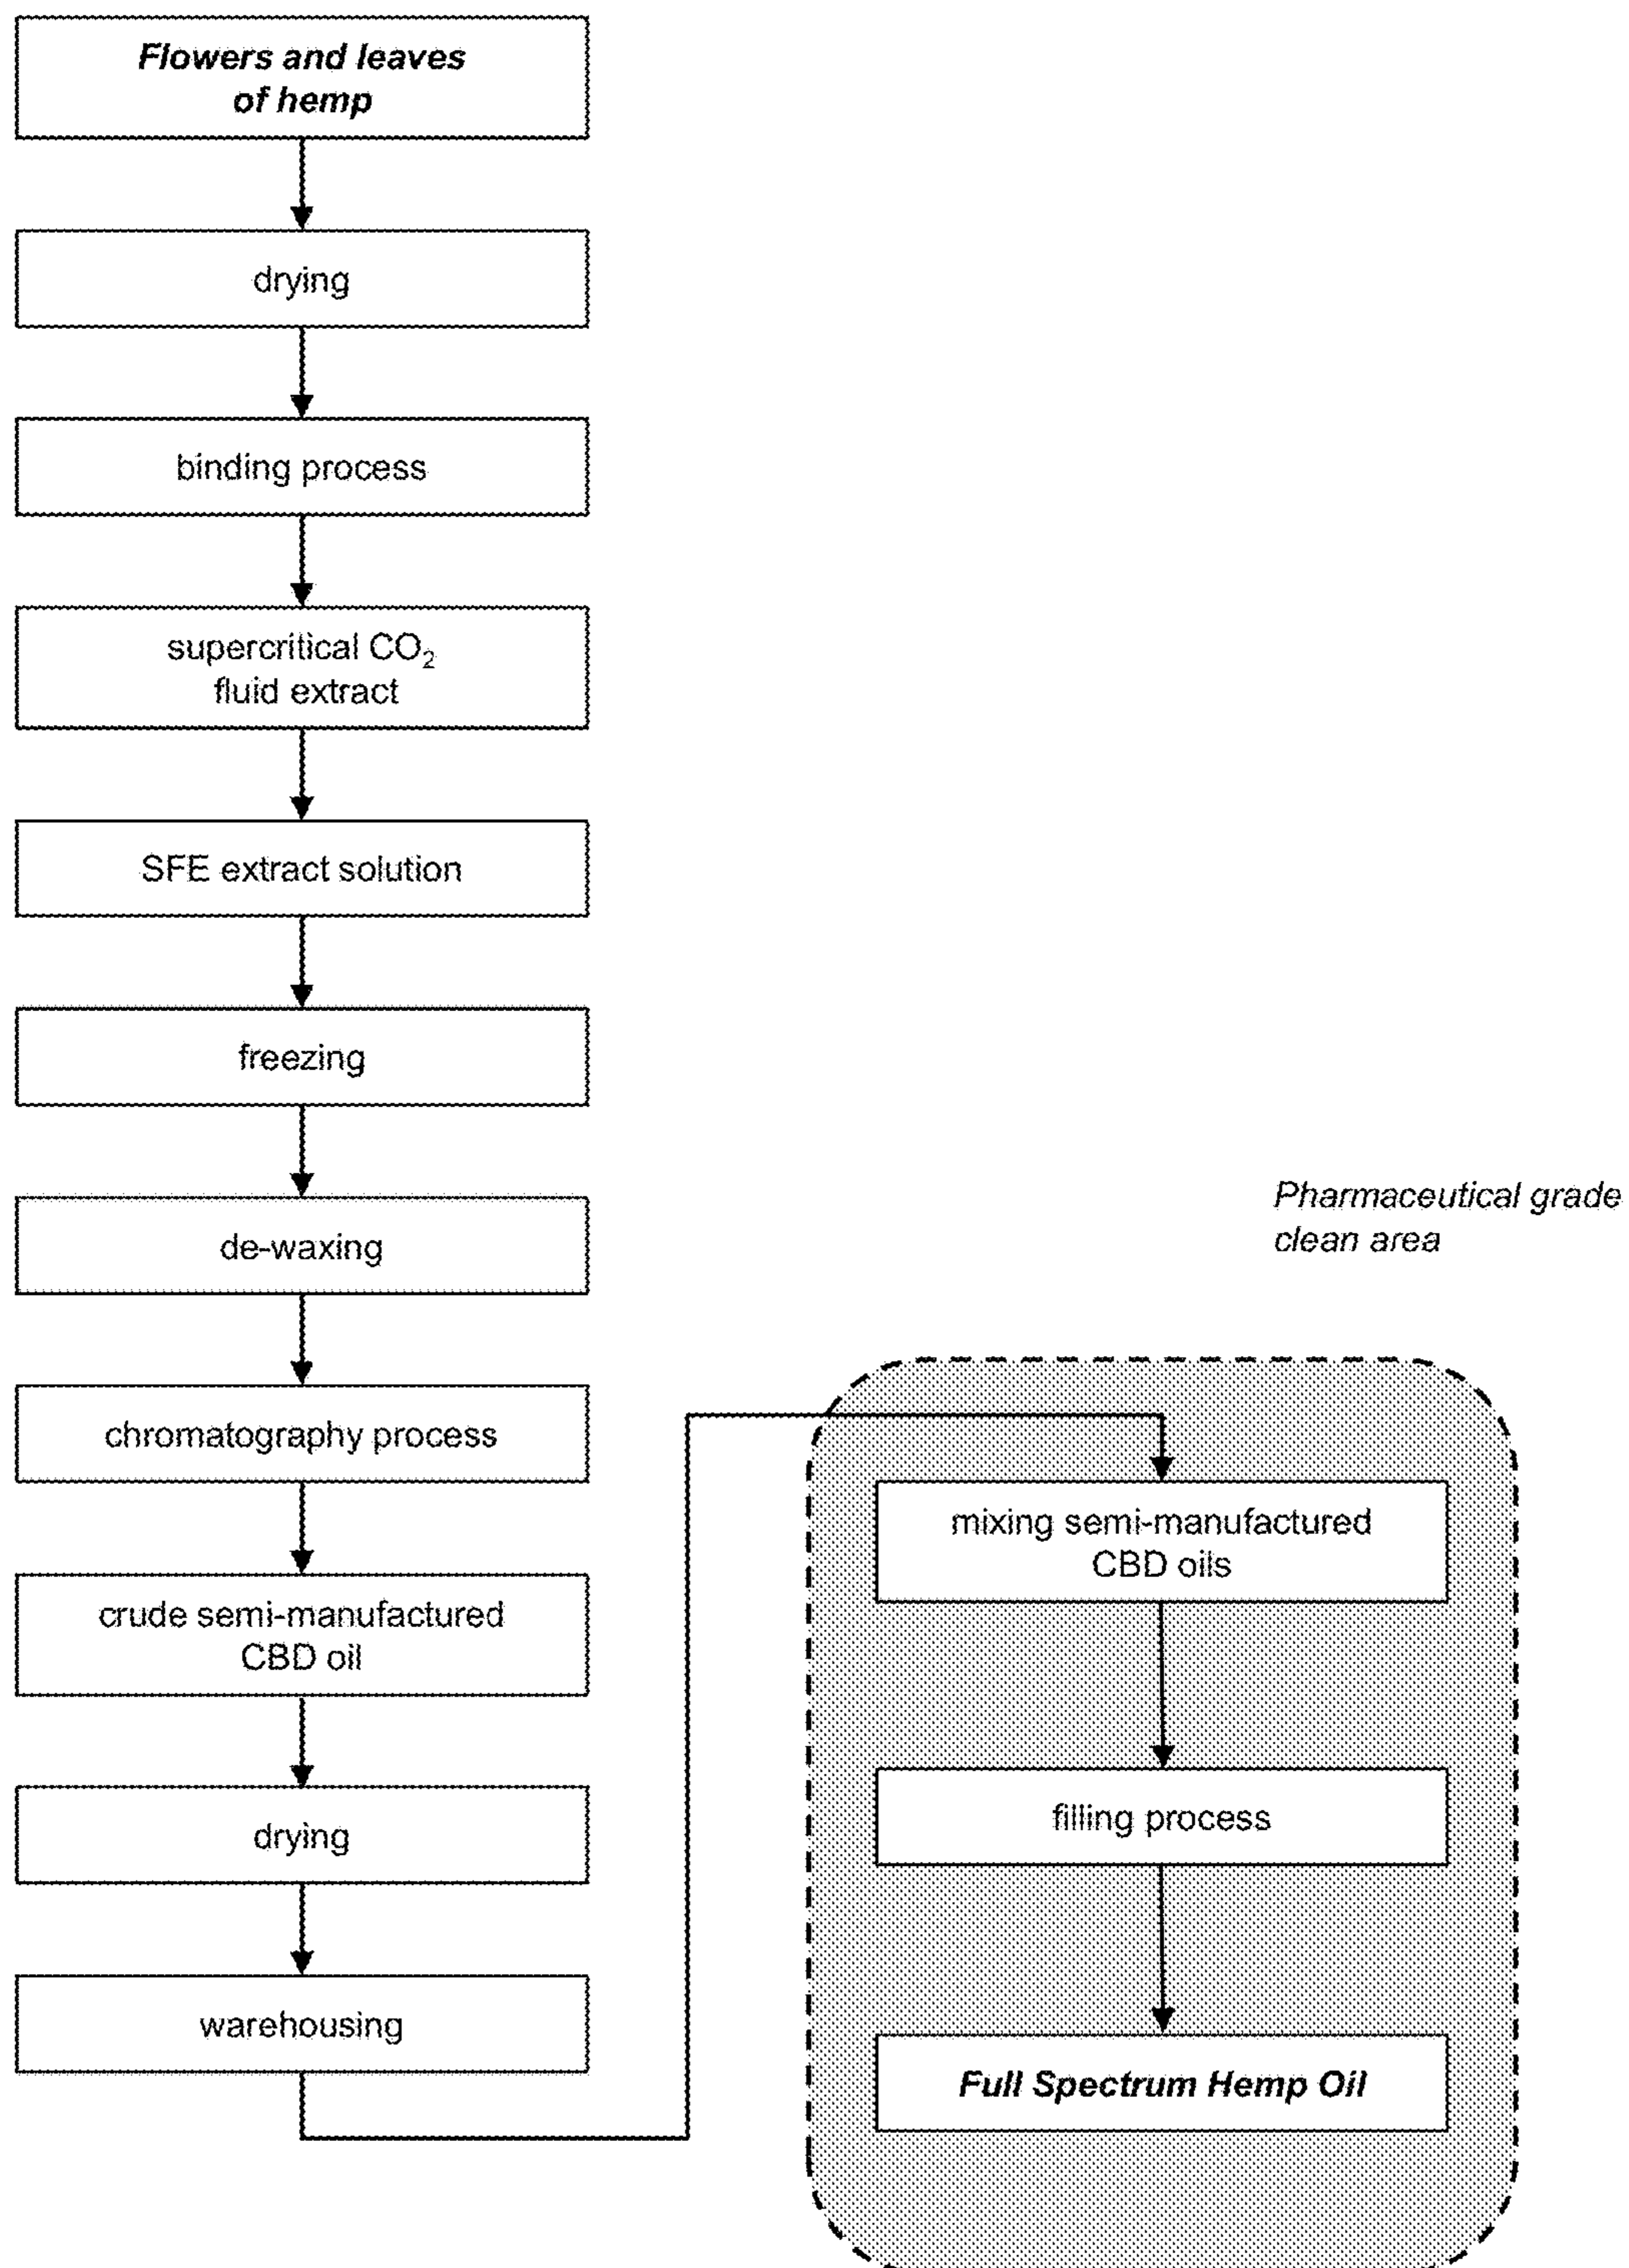 Flowers and leaves
of hemp
drying
binding process
supercritical CO₂
fluid extract
SFE extract solution
freezing
de-waxing
chromatography process
crude semi-manufactured
CBD oil
drying
warehousing
Pharmaceutical grade
clean area
mixing semi-manufactured
CBD oils
filling process
Full Spectrum Hemp Oil